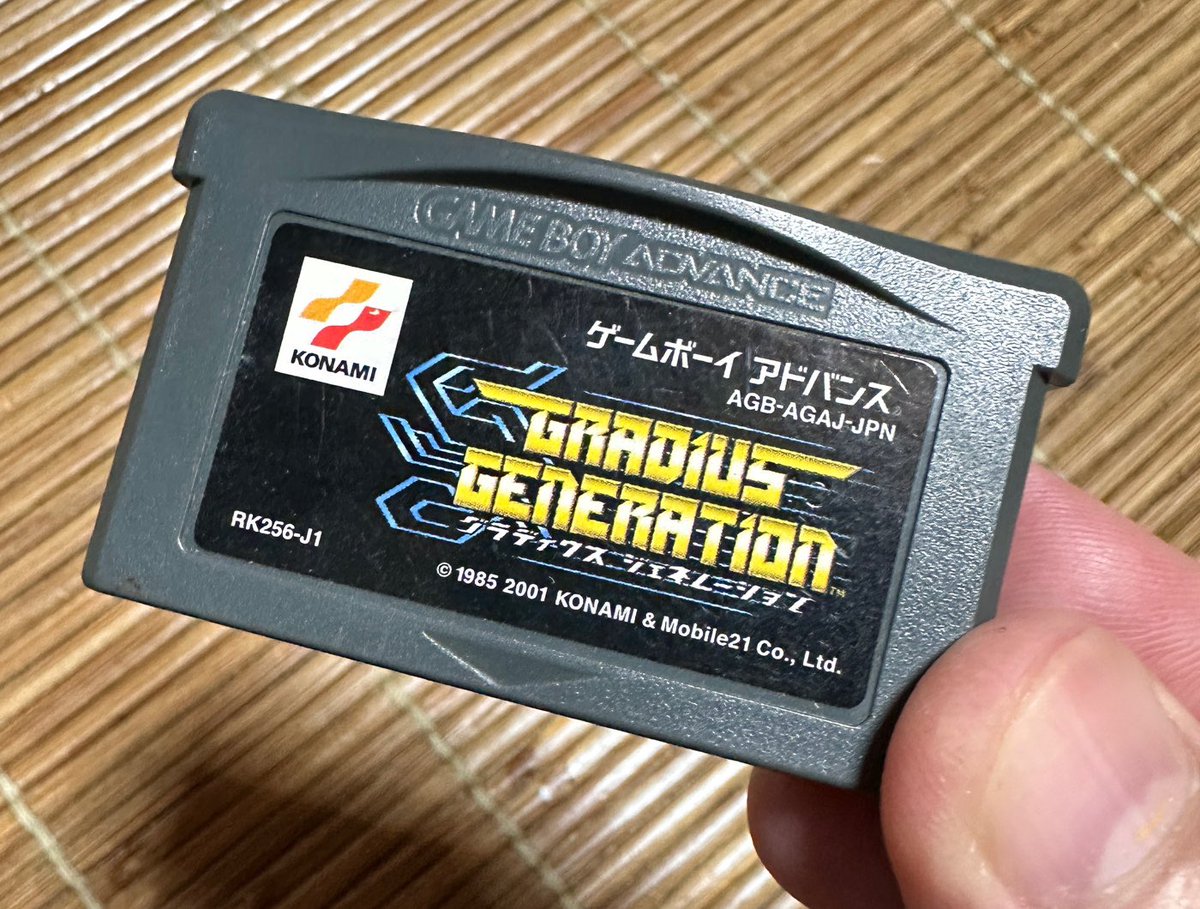 GAME BOY ADVANCE
KONAMI
ゲームボーイ アドバンス
AGB-AGAJ-JPN
GRADIUS
GENERATION
グラディウス ジェネレーション
TM
RK256-J1
© 1985 2001 KONAMI & Mobile21 Co., Ltd.